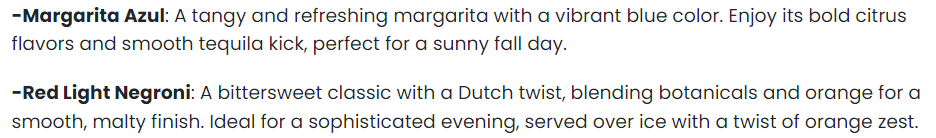 -Margarita Azul: A tangy and refreshing margarita with a vibrant blue color. Enjoy its bold citrus
flavors and smooth tequila kick, perfect for a sunny fall day.
-Red Light Negroni: A bittersweet classic with a Dutch twist, blending botanicals and orange for a
smooth, malty finish. Ideal for a sophisticated evening, served over ice with a twist of orange zest.